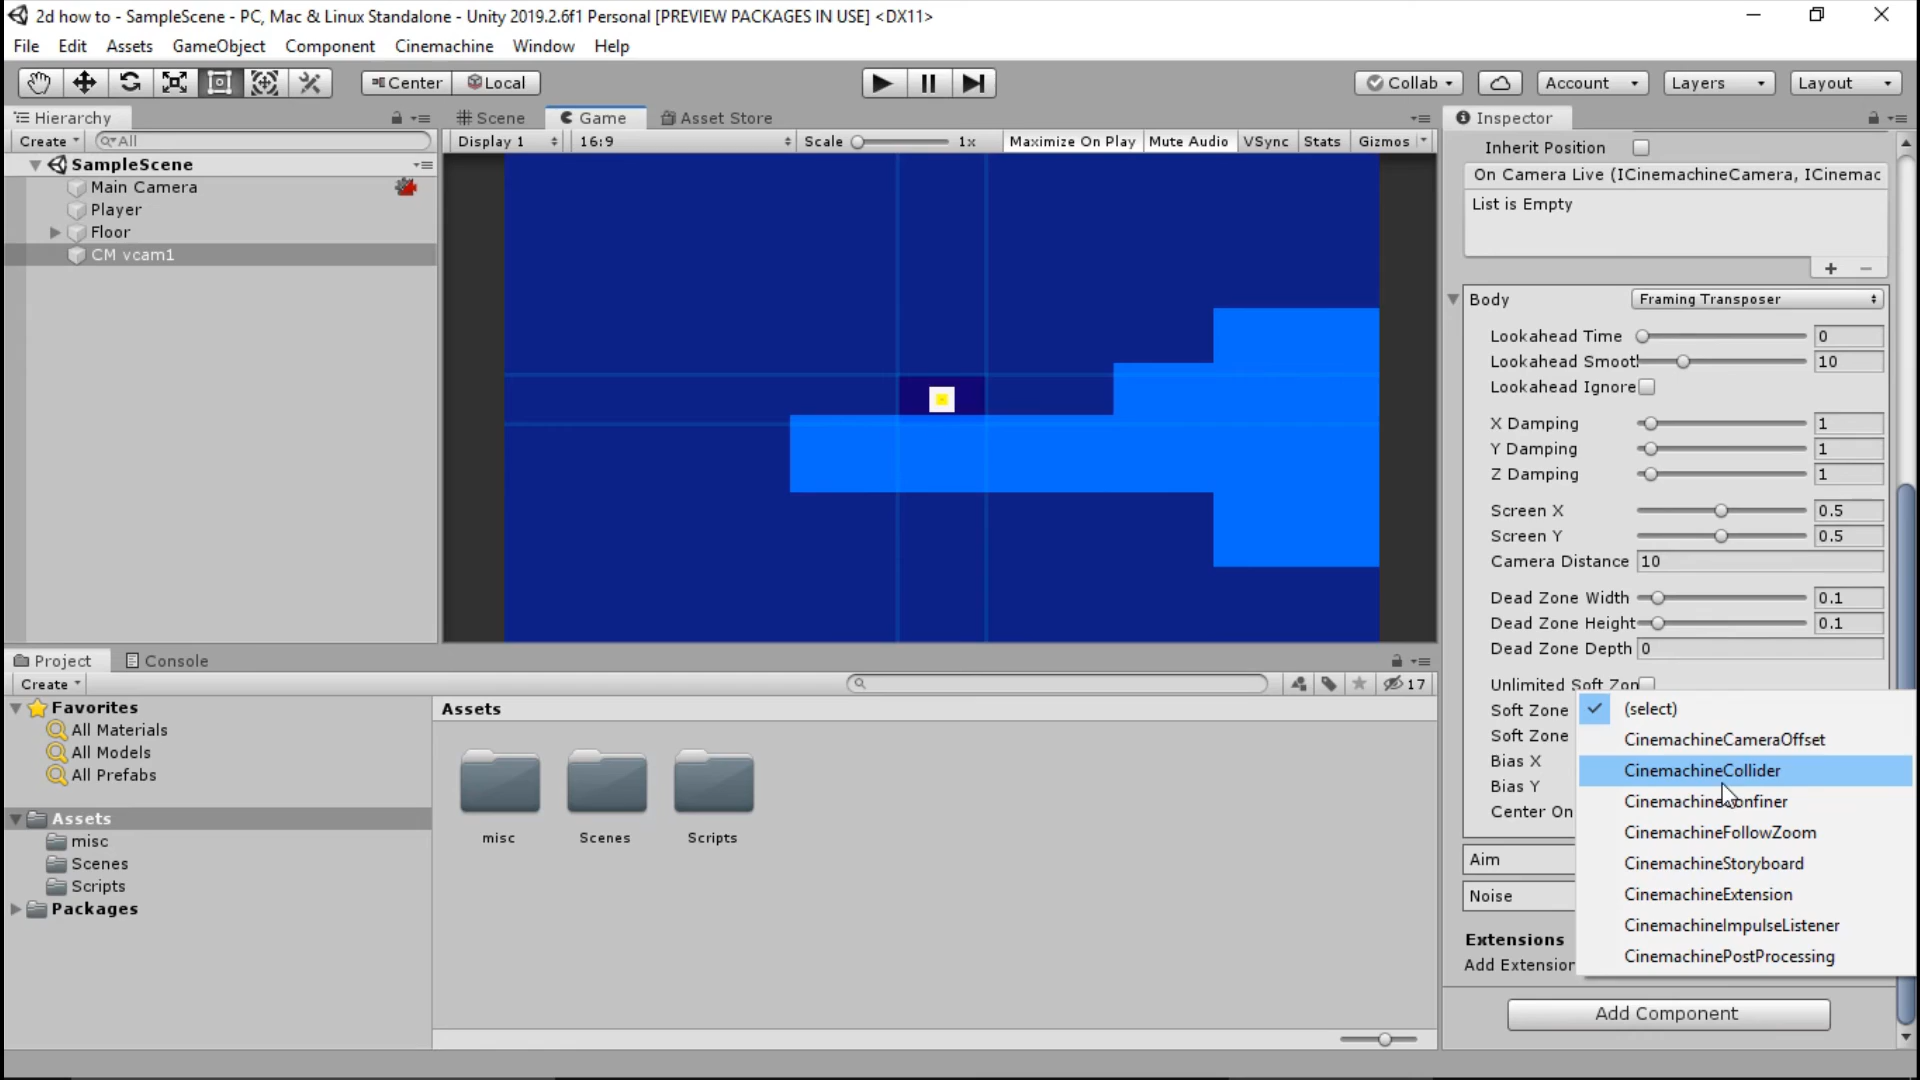 2d how to - SampleScene - PC, Mac & Linux Standalone - Unity 2019.2.6f1 Personal [PREVIEW PACKAGES IN USE] <DX11>
File Edit Assets GameObject Component Cinemachine Window Help
Center Local Collab Account Layers Layout
Hierarchy
Create All
SampleScene
Main Camera
Player
Floor
CM vcam1
Scene Game Asset Store
Display 1 16:9 Scale 1x Maximize On Play Mute Audio VSync Stats Gizmos
Inspector
Inherit Position
On Camera Live (ICinemachineCamera, ICinemac
List is Empty
+ −
Body Framing Transposer
Lookahead Time 0
Lookahead Smoot 10
Lookahead Ignore
X Damping 1
Y Damping 1
Z Damping 1
Screen X 0.5
Screen Y 0.5
Camera Distance 10
Dead Zone Width 0.1
Dead Zone Height 0.1
Dead Zone Depth 0
Unlimited Soft Zon
Soft Zone
Soft Zone
Bias X
Bias Y
Center On
Aim
Noise
Extensions
Add Extension
(select)
CinemachineCameraOffset
CinemachineCollider
CinemachineConfiner
CinemachineFollowZoom
CinemachineStoryboard
CinemachineExtension
CinemachineImpulseListener
CinemachinePostProcessing
Add Component
Project Console
Create 17
Favorites
All Materials
All Models
All Prefabs
Assets
misc
Scenes
Scripts
Packages
Assets
misc Scenes Scripts